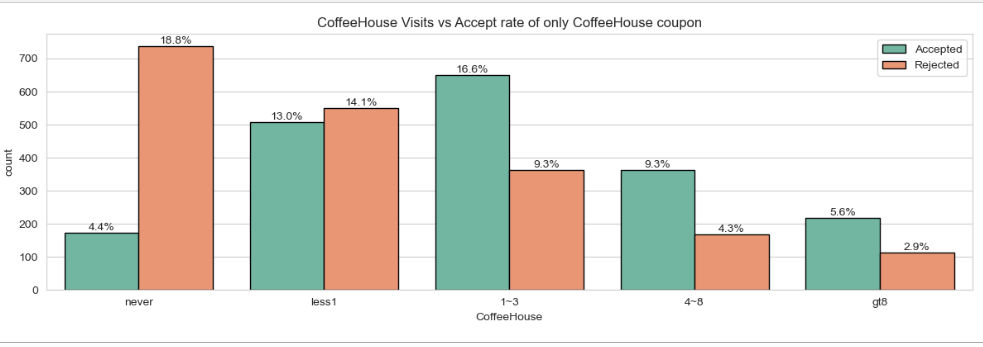 CoffeeHouse Visits vs Accept rate of only CoffeeHouse coupon
Accepted
Rejected
count
700
600
500
400
300
200
100
0
4.4%
18.8%
13.0%
14.1%
16.6%
9.3%
9.3%
4.3%
5.6%
2.9%
never
less1
1~3
4~8
gt8
CoffeeHouse